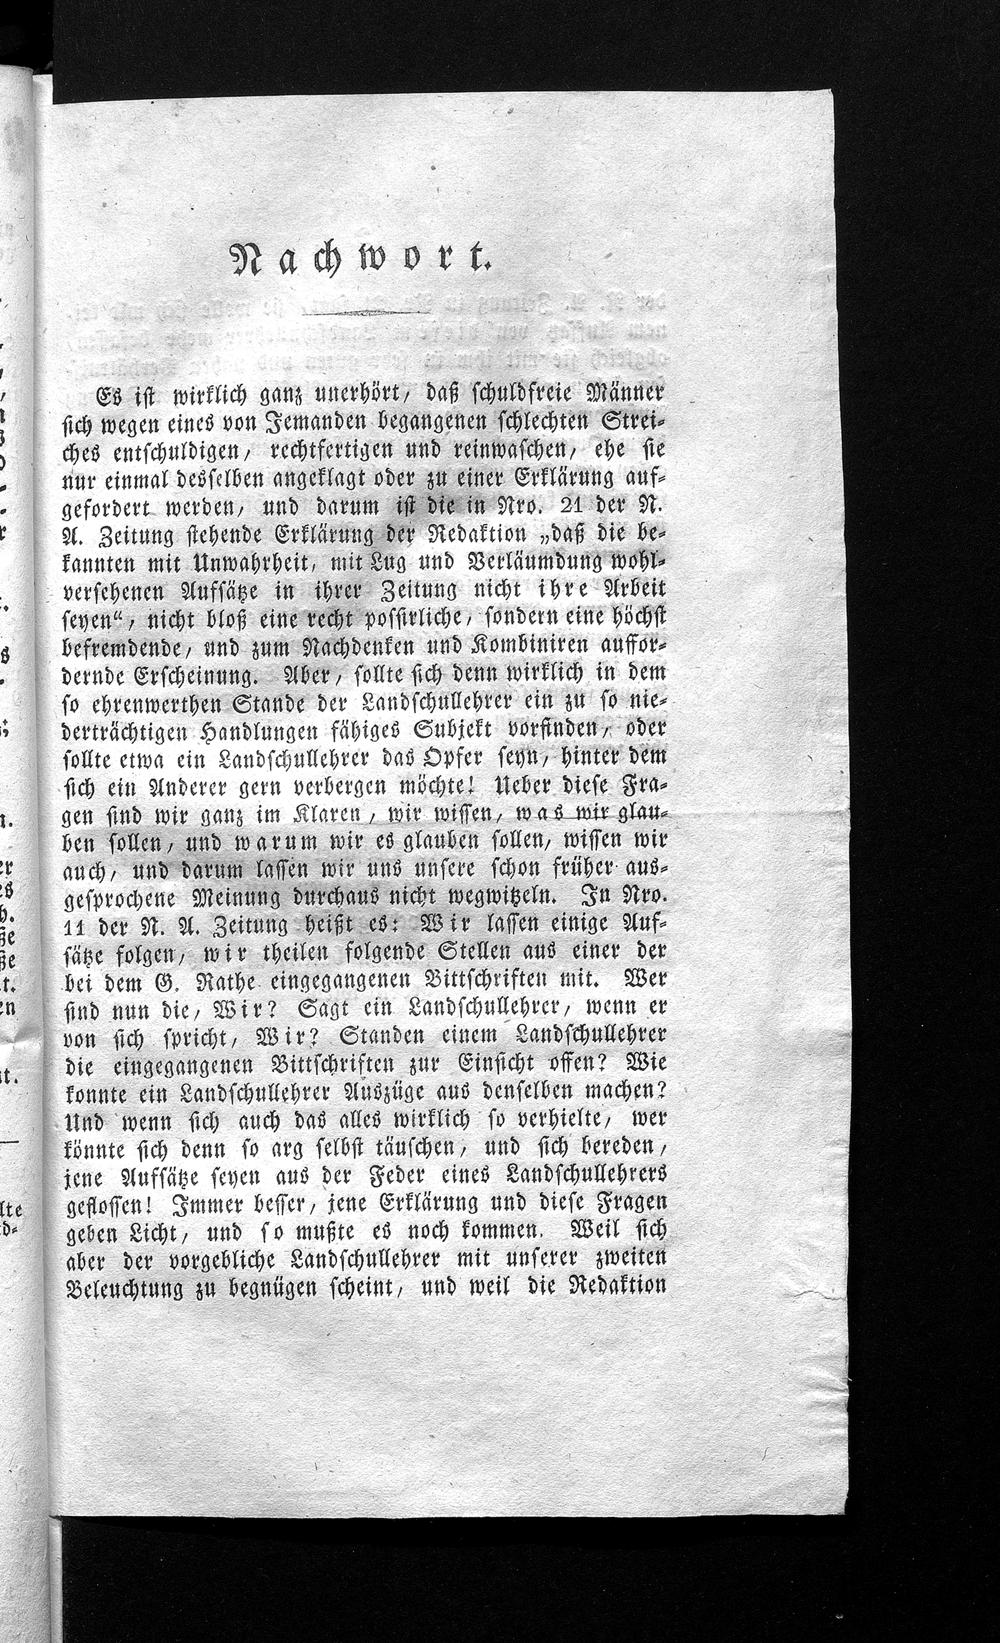 Nachwort.
Es ist wirklich ganz unerhört, daß schuldfreie Männer
sich wegen eines von Jemanden begangenen schlechten Strei-
ches entschuldigen, rechtfertigen und reinwaschen, ehe sie
nur einmal desselben angeklagt oder zu einer Erklärung auf-
gefordert werden, und darum ist die in Nro. 21 der N.
A. Zeitung stehende Erklärung der Redaktion „daß die be-
kannten mit Unwahrheit, mit Lug und Verläumdung wohl-
versehenen Aufsätze in ihrer Zeitung nicht ihre Arbeit
seyen“, nicht bloß eine recht possirliche, sondern eine höchst
befremdende, und zum Nachdenken und Kombiniren auffor-
dernde Erscheinung. Aber, sollte sich denn wirklich in dem
so ehrenwerthen Stande der Landschullehrer ein zu so nie-
derträchtigen Handlungen fähiges Subjekt vorfinden, oder
sollte etwa ein Landschullehrer das Opfer seyn, hinter dem
sich ein Anderer gern verbergen möchte! Ueber diese Fra-
gen sind wir ganz im Klaren, wir wissen, was wir glau-
ben sollen, und warum wir es glauben sollen, wissen wir
auch, und darum lassen wir uns unsere schon früher aus-
gesprochene Meinung durchaus nicht wegwitzeln. In Nro.
11 der N. A. Zeitung heißt es: Wir lassen einige Auf-
sätze folgen, wir theilen folgende Stellen aus einer der
bei dem G. Rathe eingegangenen Bittschriften mit. Wer
sind nun die, Wir? Sagt ein Landschullehrer, wenn er
von sich spricht, Wir? Standen einem Landschullehrer
die eingegangenen Bittschriften zur Einsicht offen? Wie
konnte ein Landschullehrer Auszüge aus denselben machen?
Und wenn sich auch das alles wirklich so verhielte, wer
könnte sich denn so arg selbst täuschen, und sich bereden,
jene Aufsätze seyen aus der Feder eines Landschullehrers
geflossen! Immer besser, jene Erklärung und diese Fragen
geben Licht, und so mußte es noch kommen. Weil sich
aber der vorgebliche Landschullehrer mit unserer zweiten
Beleuchtung zu begnügen scheint, und weil die Redaktion